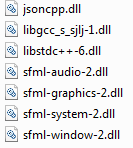 jsoncpp.dll
libgcc_s_sjlj-1.dll
libstdc++-6.dll
sfml-audio-2.dll
sfml-graphics-2.dll
sfml-system-2.dll
sfml-window-2.dll